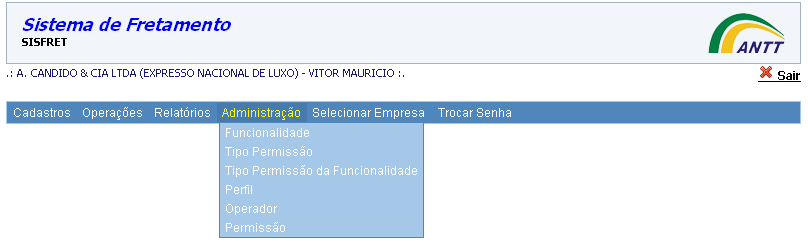 Sistema de Fretamento
SISFRET
ANTT
.: A. CANDIDO & CIA LTDA (EXPRESSO NACIONAL DE LUXO) - VITOR MAURICIO :.
Sair
Cadastros Operações Relatórios Administração Selecionar Empresa Trocar Senha
Funcionalidade
Tipo Permissão
Tipo Permissão da Funcionalidade
Perfil
Operador
Permissão